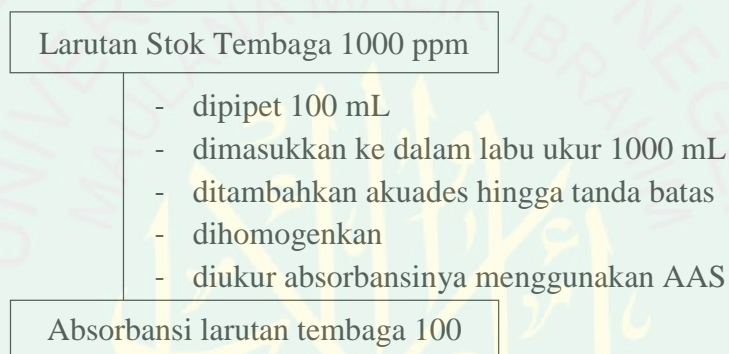 Larutan Stok Tembaga 1000 ppm
- dipipet 100 mL
- dimasukkan ke dalam labu ukur 1000 mL
- ditambahkan akuades hingga tanda batas
- dihomogenkan
- diukur absorbansinya menggunakan AAS
Absorbansi larutan tembaga 100